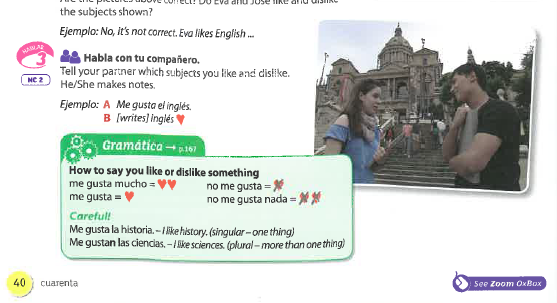 Are the pictures above correct? Do Eva and José like and dislike
the subjects shown?
Ejemplo: No, it's not correct. Eva likes English ...
HABLAR
3
NC 2
Habla con tu compañero.
Tell your partner which subjects you like and dislike.
He/She makes notes.
Ejemplo: A Me gusta el inglés.
B [writes] inglés ♥
Gramática → p.167
How to say you like or dislike something
me gusta mucho = ♥♥ no me gusta =
me gusta = ♥ no me gusta nada =
Careful!
Me gusta la historia. – I like history. (singular – one thing)
Me gustan las ciencias. – I like sciences. (plural – more than one thing)
40 cuarenta
See Zoom OxBox